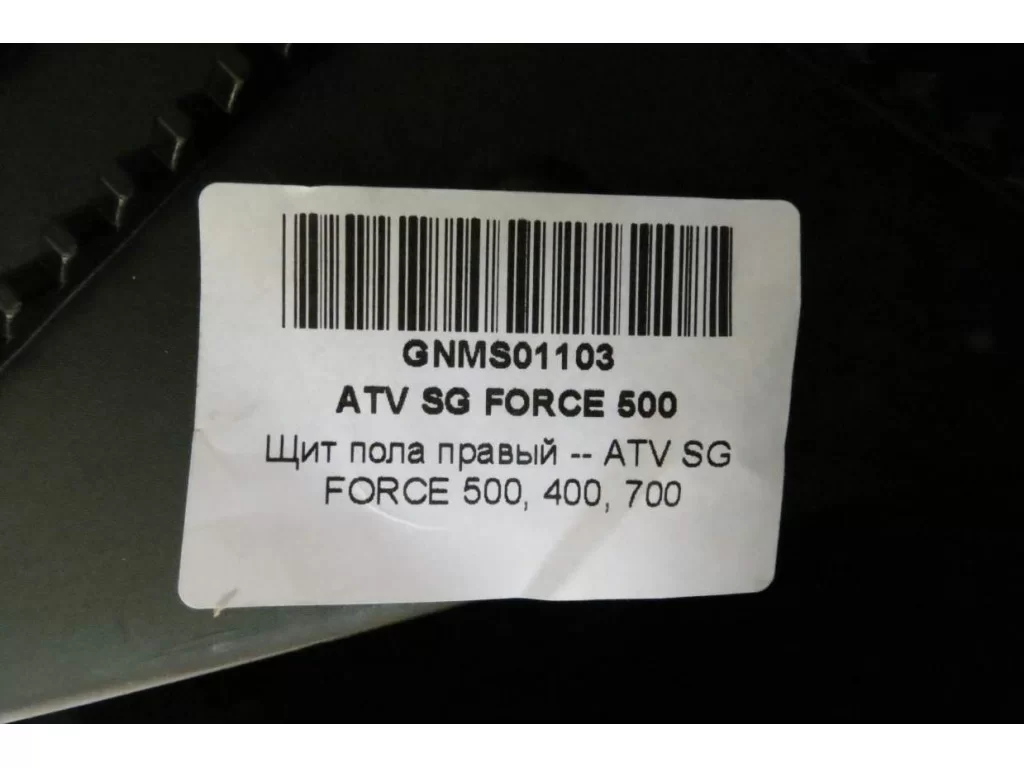 GNMS01103
ATV SG FORCE 500
Щит пола правый -- ATV SG
FORCE 500, 400, 700